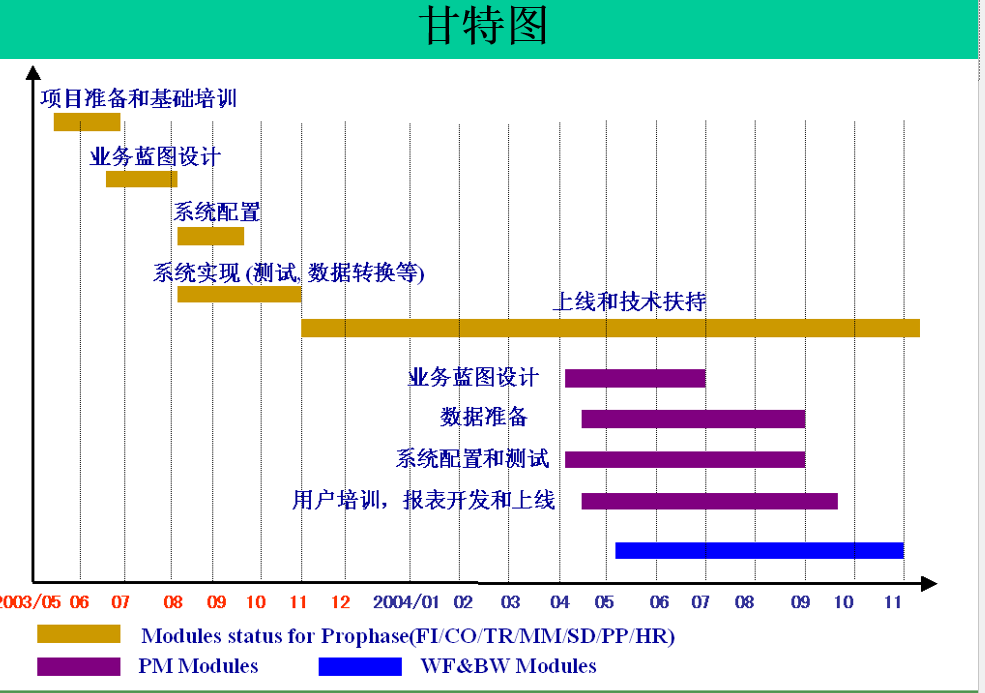 甘特图
项目准备和基础培训
业务蓝图设计
系统配置
系统实现 (测试, 数据转换等)
上线和技术扶持
业务蓝图设计
数据准备
系统配置和测试
用户培训，报表开发和上线
2003/05 06 07 08 09 10 11 12 2004/01 02 03 04 05 06 07 08 09 10 11
Modules status for Prophase(FI/CO/TR/MM/SD/PP/HR)
PM Modules WF&BW Modules